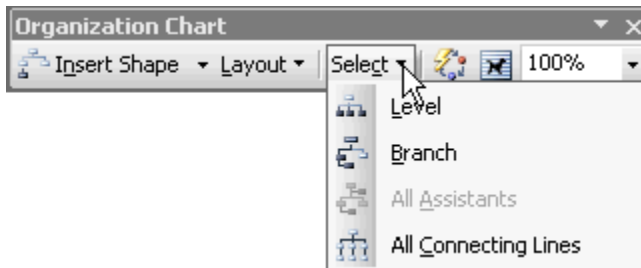 Organization Chart
Insert Shape Layout Select 100%
Level
Branch
All Assistants
All Connecting Lines